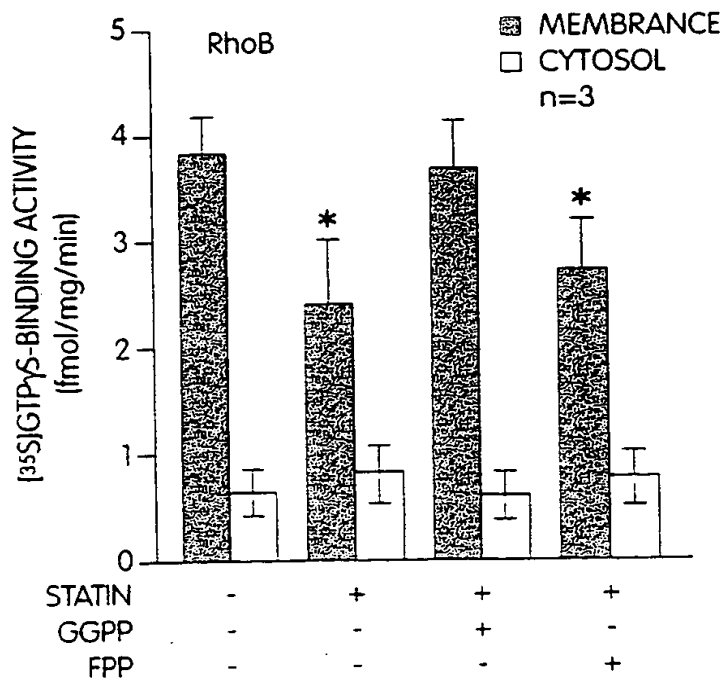 RhoB
MEMBRANCE
CYTOSOL
n=3
[35S]GTPγS-BINDING ACTIVITY
(fmol/mg/min)
5
4
3
2
1
0
*
*
STATIN - + + +
GGPP - - + -
FPP - - - +